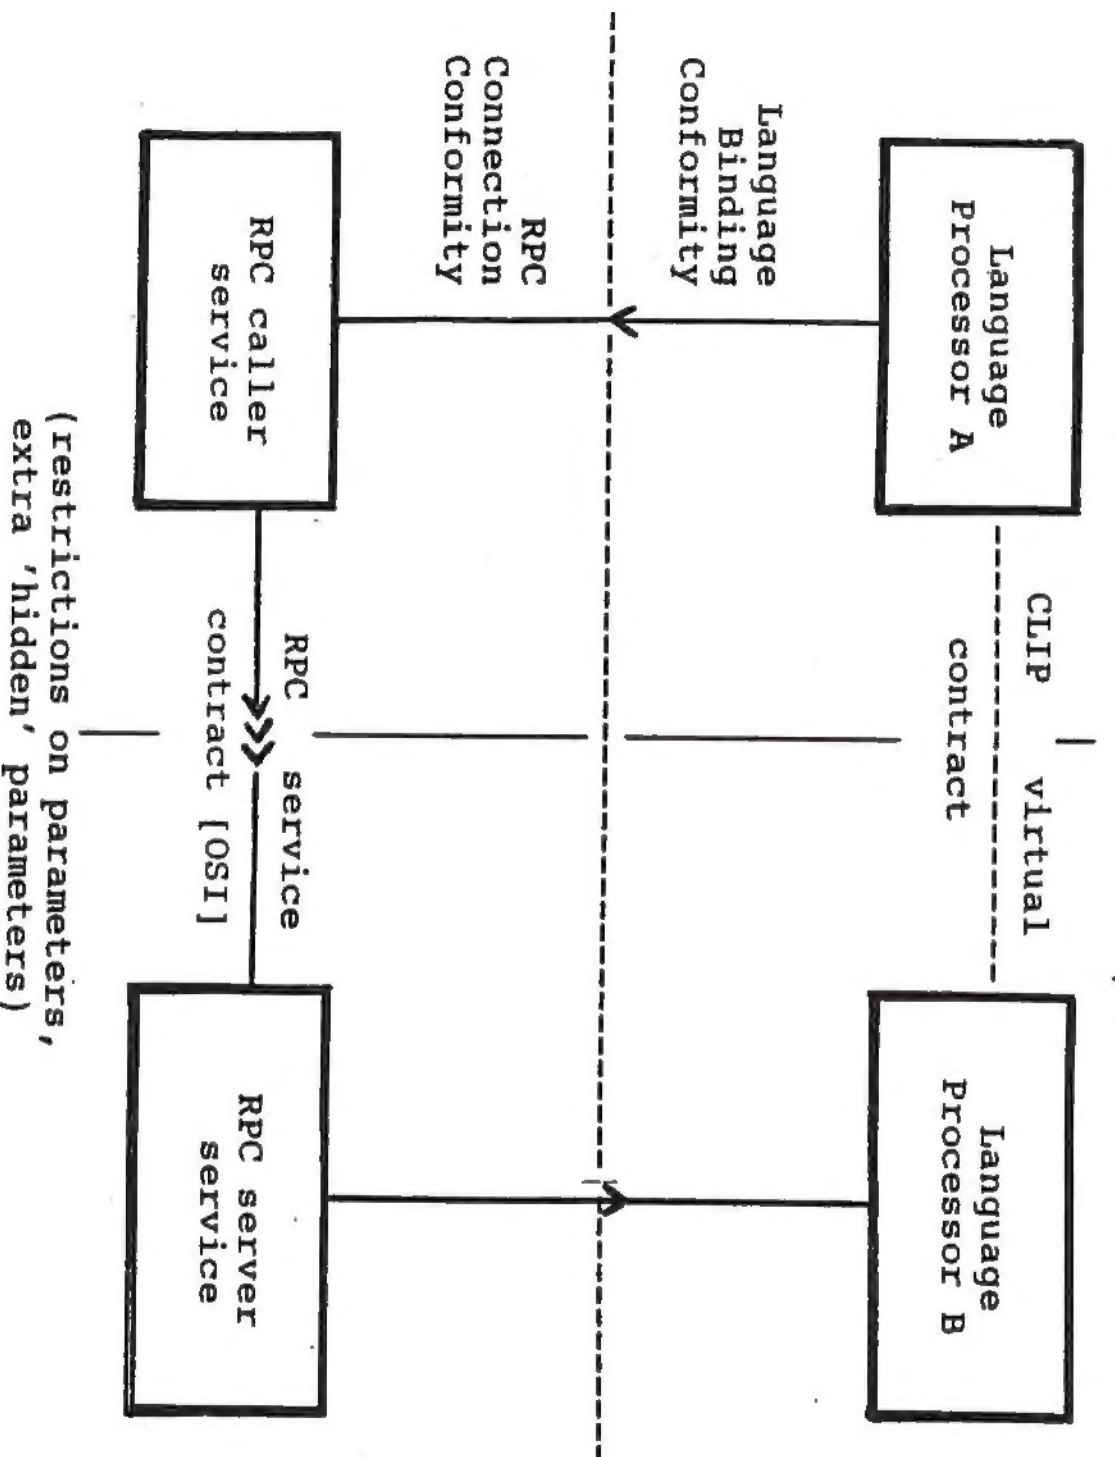 Language
Processor A
CLIP virtual
contract
Language
Processor B
Language
Binding
Conformity
RPC
Connection
Conformity
RPC caller
service
RPC service
contract [OSI]
RPC server
service
(restrictions on parameters,
extra 'hidden' parameters)